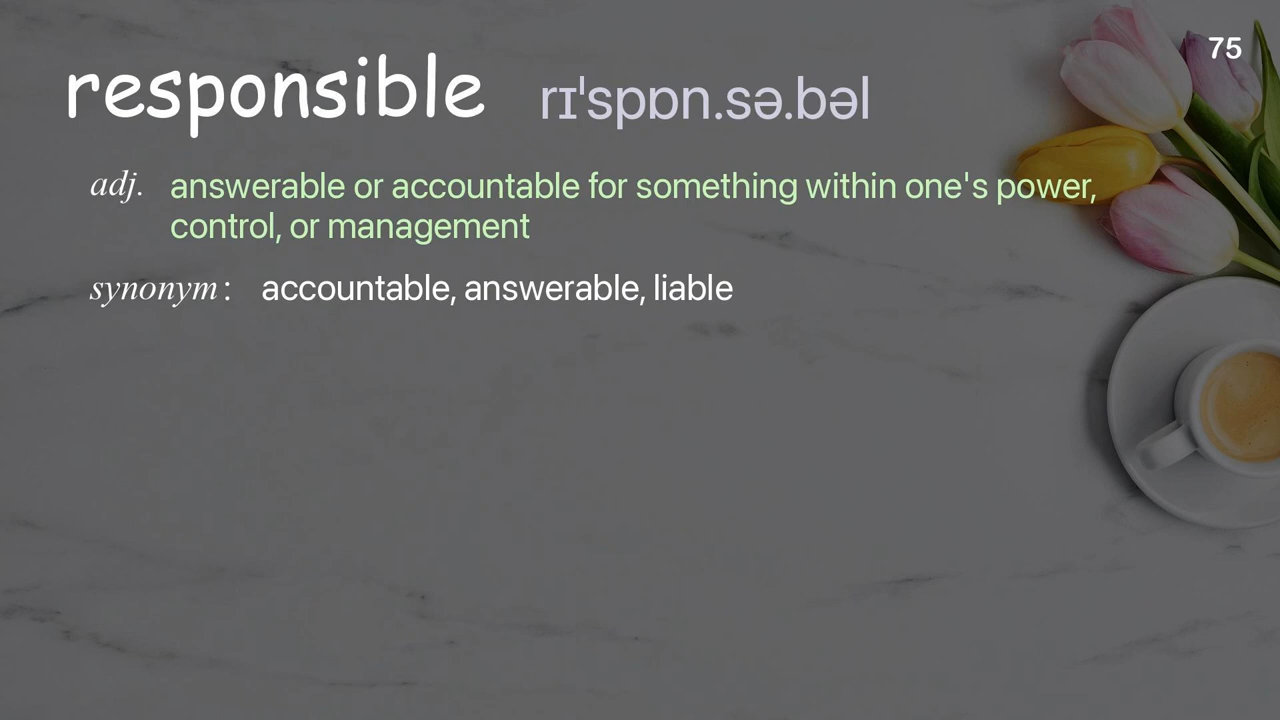 75
responsible rɪˈspɒn.sə.bəl
adj. answerable or accountable for something within one's power,
control, or management
synonym : accountable, answerable, liable